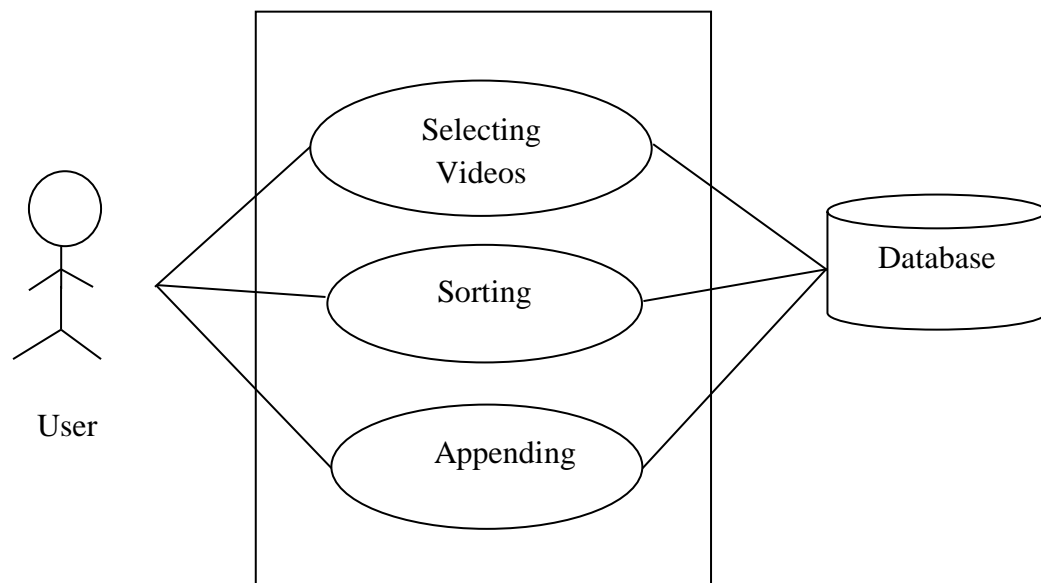 Selecting
Videos
Database
Sorting
User
Appending